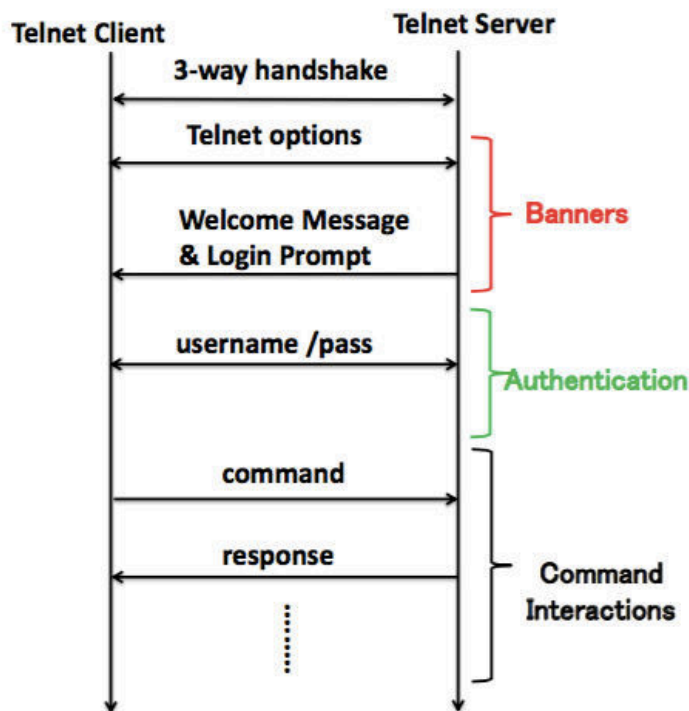 Telnet Client
Telnet Server
3-way handshake
Telnet options
Banners
Welcome Message
& Login Prompt
username /pass
Authentication
command
response
Command
Interactions